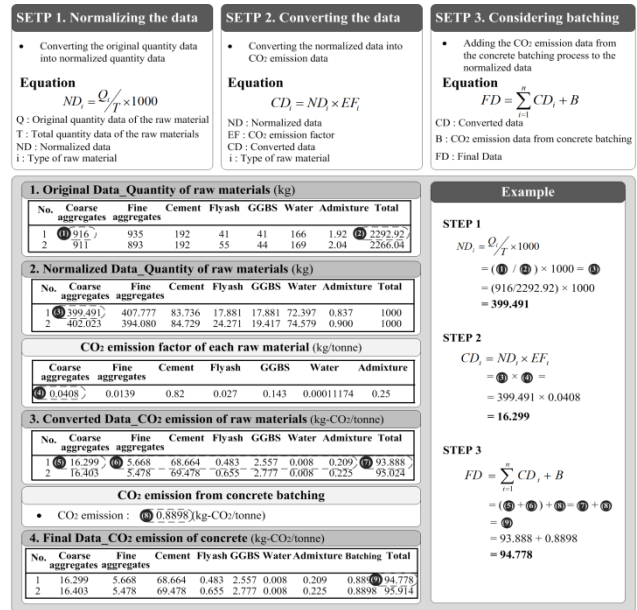 SETP 1. Normalizing the data
• Converting the original quantity data
into normalized quantity data
Equation
NDᵢ = Qᵢ/T × 1000
Q : Original quantity data of the raw material
T : Total quantity data of the raw materials
ND : Normalized data
i : Type of raw material
SETP 2. Converting the data
• Converting the normalized data into
CO₂ emission data
Equation
CDᵢ = NDᵢ × EFᵢ
ND : Normalized data
EF : CO₂ emission factor
CD : Converted data
i : Type of raw material
SETP 3. Considering batching
• Adding the CO₂ emission data from
the concrete batching process to the
normalized data
Equation
FD = ∑ⁿᵢ₌₁ CDᵢ + B
CD : Converted data
B : CO₂ emission data from concrete batching
FD : Final Data
1. Original Data_Quantity of raw materials (kg)
No. Coarse aggregates Fine aggregates Cement Flyash GGBS Water Admixture Total
1 (1) 916 935 192 41 41 166 1.92 (2) 2292.92
2 911 893 192 55 44 169 2.04 2266.04
2. Normalized Data_Quantity of raw materials (kg)
No. Coarse aggregates Fine aggregates Cement Flyash GGBS Water Admixture Total
1 (3) 399.491 407.777 83.736 17.881 17.881 72.397 0.837 1000
2 402.023 394.080 84.729 24.271 19.417 74.579 0.900 1000
CO₂ emission factor of each raw material (kg/tonne)
Coarse aggregates Fine aggregates Cement Flyash GGBS Water Admixture
(4) 0.0408 0.0139 0.82 0.027 0.143 0.00011174 0.25
3. Converted Data_CO₂ emission of raw materials (kg-CO₂/tonne)
No. Coarse aggregates Fine aggregates Cement Flyash GGBS Water Admixture Total
1 (5) 16.299 (6) 5.668 68.664 0.483 2.557 0.008 0.209 (7) 93.888
2 16.403 5.478 69.478 0.655 2.777 0.008 0.225 95.024
CO₂ emission from concrete batching
• CO₂ emission : (8) 0.8898 (kg-CO₂/tonne)
4. Final Data_CO₂ emission of concrete (kg-CO₂/tonne)
No. Coarse aggregates Fine aggregates Cement Flyash GGBS Water Admixture Batching Total
1 16.299 5.668 68.664 0.483 2.557 0.008 0.209 0.889 (9) 94.778
2 16.403 5.478 69.478 0.655 2.777 0.008 0.225 0.8898 95.914
Example
STEP 1
NDᵢ = Qᵢ/T × 1000
= ((1) / (2)) × 1000 = (3)
= (916/2292.92) × 1000
= 399.491
STEP 2
CDᵢ = NDᵢ × EFᵢ
= (3) × (4) =
= 399.491 × 0.0408
= 16.299
STEP 3
FD = ∑ⁿᵢ₌₁ CDᵢ + B
= ((5) + (6)) + (8) = (7) + (8)
= (9)
= 93.888 + 0.8898
= 94.778